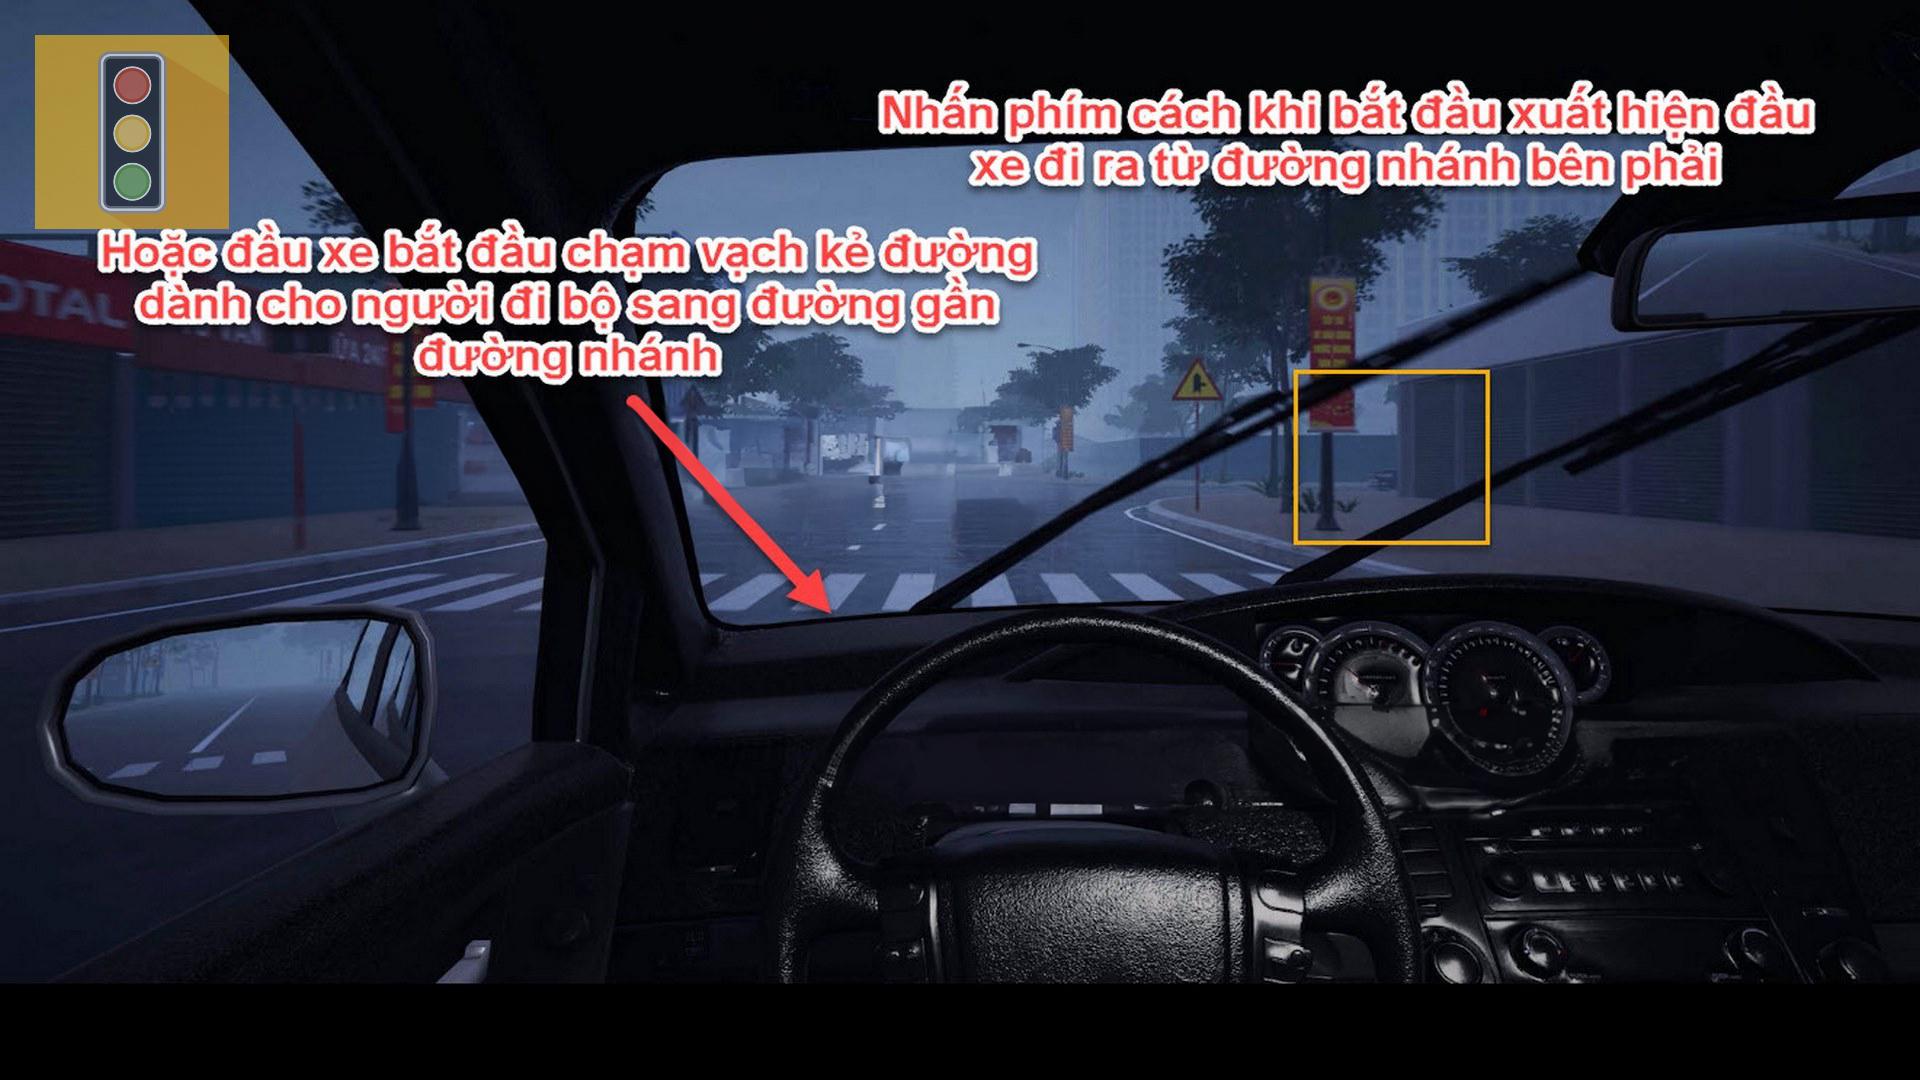 Nhấn phím cách khi bắt đầu xuất hiện đầu
xe đi ra từ đường nhánh bên phải
Hoặc đầu xe bắt đầu chạm vạch kẻ đường
dành cho người đi bộ sang đường gần
đường nhánh
OTAL